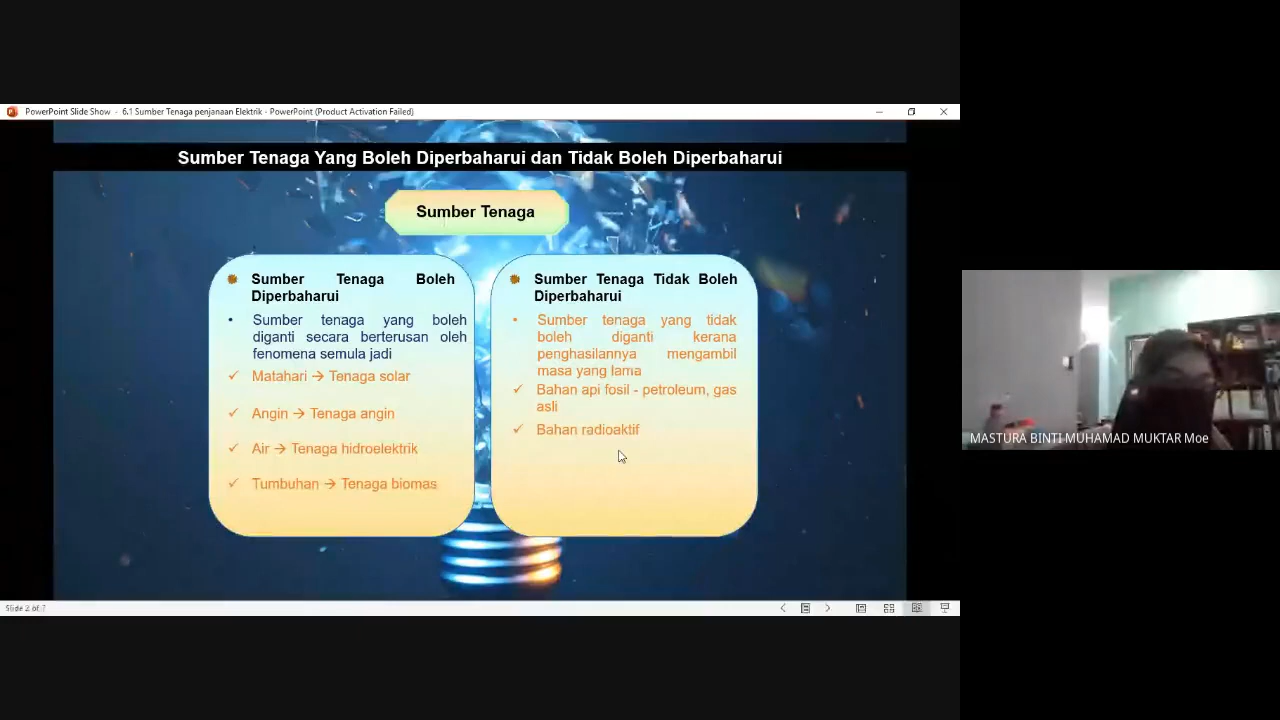 PowerPoint Slide Show - 6.1 Sumber Tenaga penjanaan Elektrik - PowerPoint (Product Activation Failed)
Sumber Tenaga Yang Boleh Diperbaharui dan Tidak Boleh Diperbaharui
Sumber Tenaga
Sumber Tenaga Boleh
Diperbaharui
Sumber tenaga yang boleh
diganti secara berterusan oleh
fenomena semula jadi
Matahari → Tenaga solar
Angin → Tenaga angin
Air → Tenaga hidroelektrik
Tumbuhan → Tenaga biomas
Sumber Tenaga Tidak Boleh
Diperbaharui
Sumber tenaga yang tidak
boleh diganti kerana
penghasilannya mengambil
masa yang lama
Bahan api fosil - petroleum, gas
asli
Bahan radioaktif
MASTURA BINTI MUHAMAD MUKTAR Moe
Slide 2 of 7